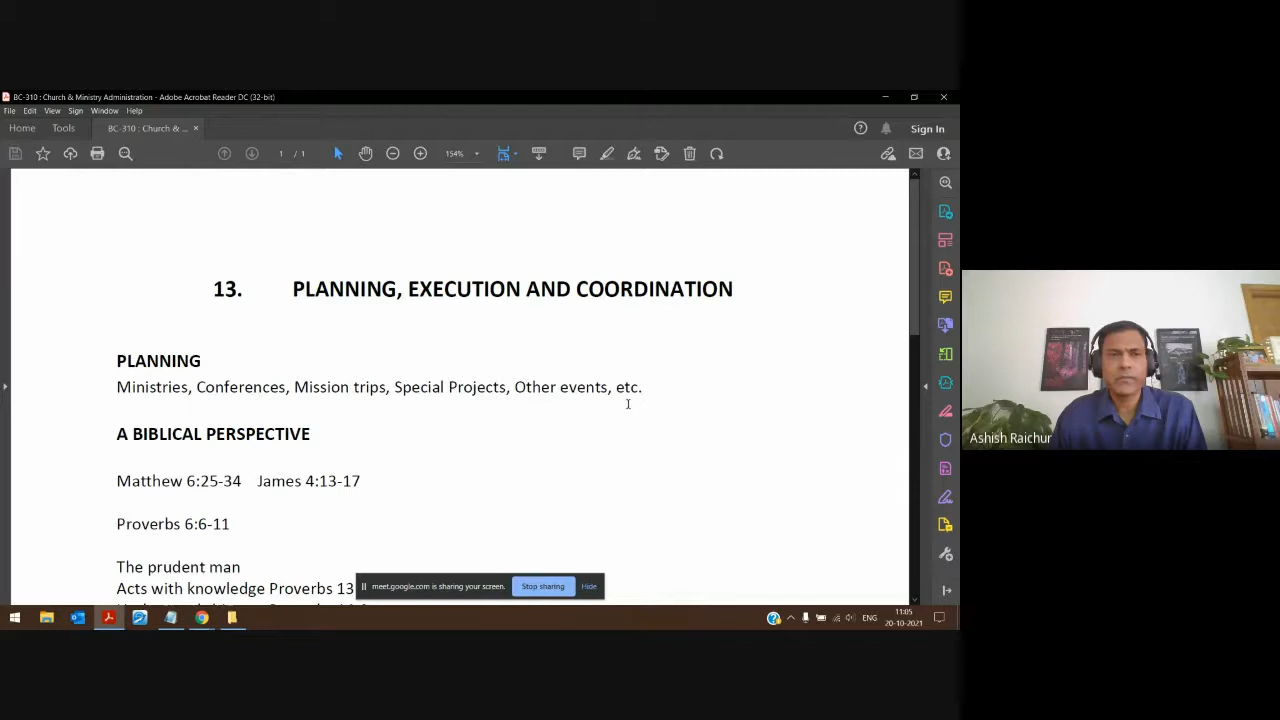 BC-310 : Church & Ministry Administration - Adobe Acrobat Reader DC (32-bit)
File Edit View Sign Window Help
Home Tools BC-310 : Church & ... × Sign In
1 / 1 154%
13. PLANNING, EXECUTION AND COORDINATION
PLANNING
Ministries, Conferences, Mission trips, Special Projects, Other events, etc.
A BIBLICAL PERSPECTIVE
Matthew 6:25-34 James 4:13-17
Proverbs 6:6-11
The prudent man
Acts with knowledge Proverbs 13
meet.google.com is sharing your screen. Stop sharing Hide
Ashish Raichur
ENG
11:05
20-10-2021